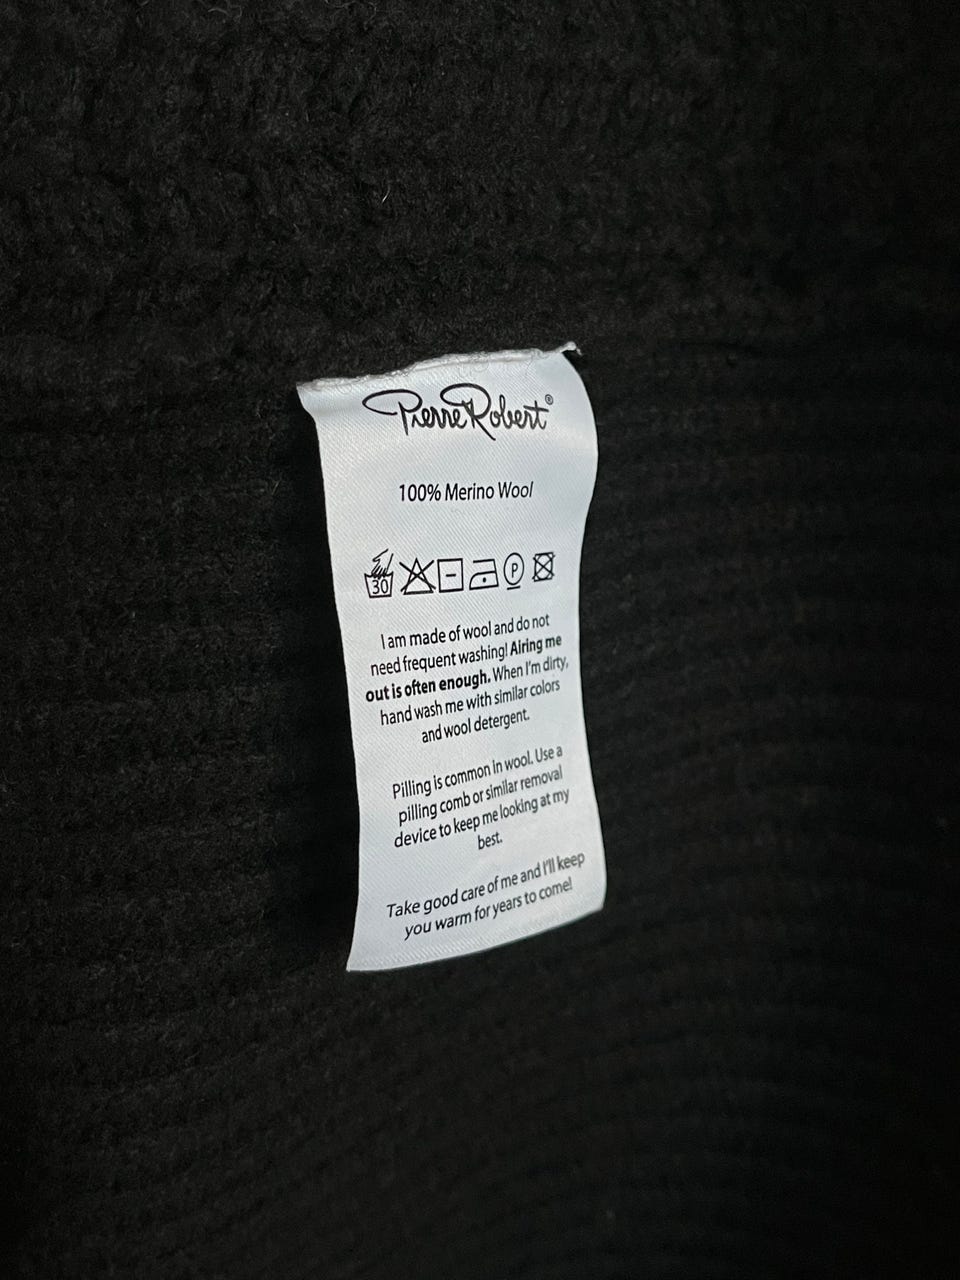 Pierre Robert®
100% Merino Wool
30 P
I am made of wool and do not
need frequent washing! Airing me
out is often enough. When I'm dirty,
hand wash me with similar colors
and wool detergent.
Pilling is common in wool. Use a
pilling comb or similar removal
device to keep me looking at my
best.
Take good care of me and I'll keep
you warm for years to come!